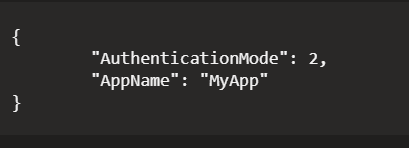 {
"AuthenticationMode": 2,
"AppName": "MyApp"
}